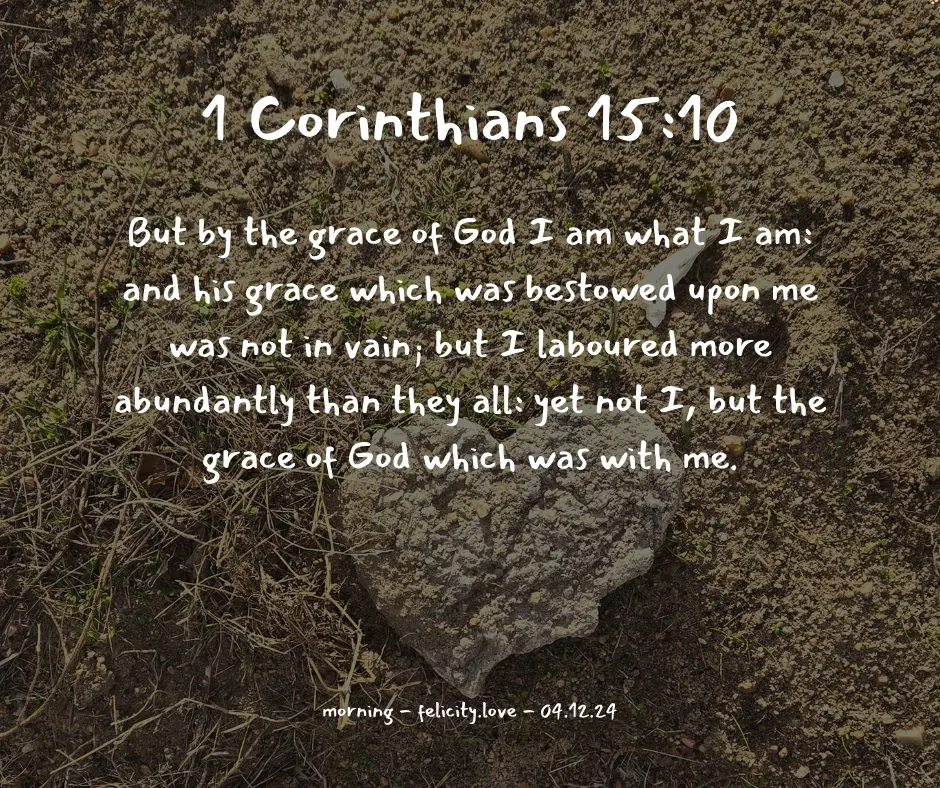 1 Corinthians 15:10
But by the grace of God I am what I am:
and his grace which was bestowed upon me
was not in vain; but I laboured more
abundantly than they all: yet not I, but the
grace of God which was with me.
morning - felicity.love - 04.12.24